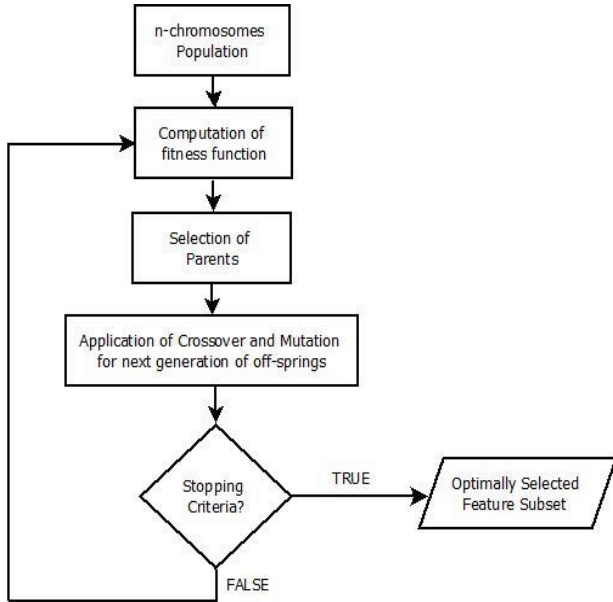 n-chromosomes
Population
Computation of
fitness function
Selection of
Parents
Application of Crossover and Mutation
for next generation of off-springs
Stopping
Criteria?
TRUE
Optimally Selected
Feature Subset
FALSE